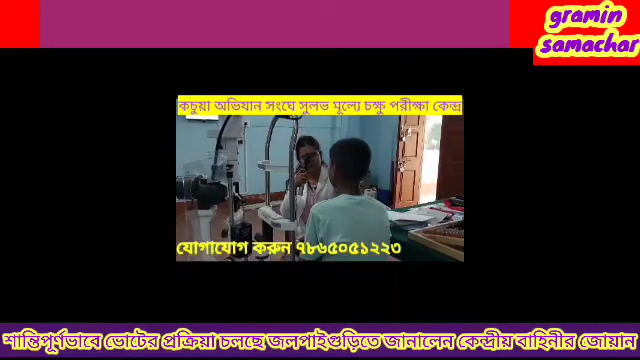 gramin
samachar
কচুয়া অভিযান সংঘে সুলভ মূল্যে চক্ষু পরীক্ষা কেন্দ্র
যোগাযোগ করুন ৭৮৬৫০৫১২২৩
শান্তিপূর্ণভাবে ভোটের প্রক্রিয়া চলছে জলপাইগুড়িতে জানালেন কেন্দ্রীয় বাহিনীর জোয়ান